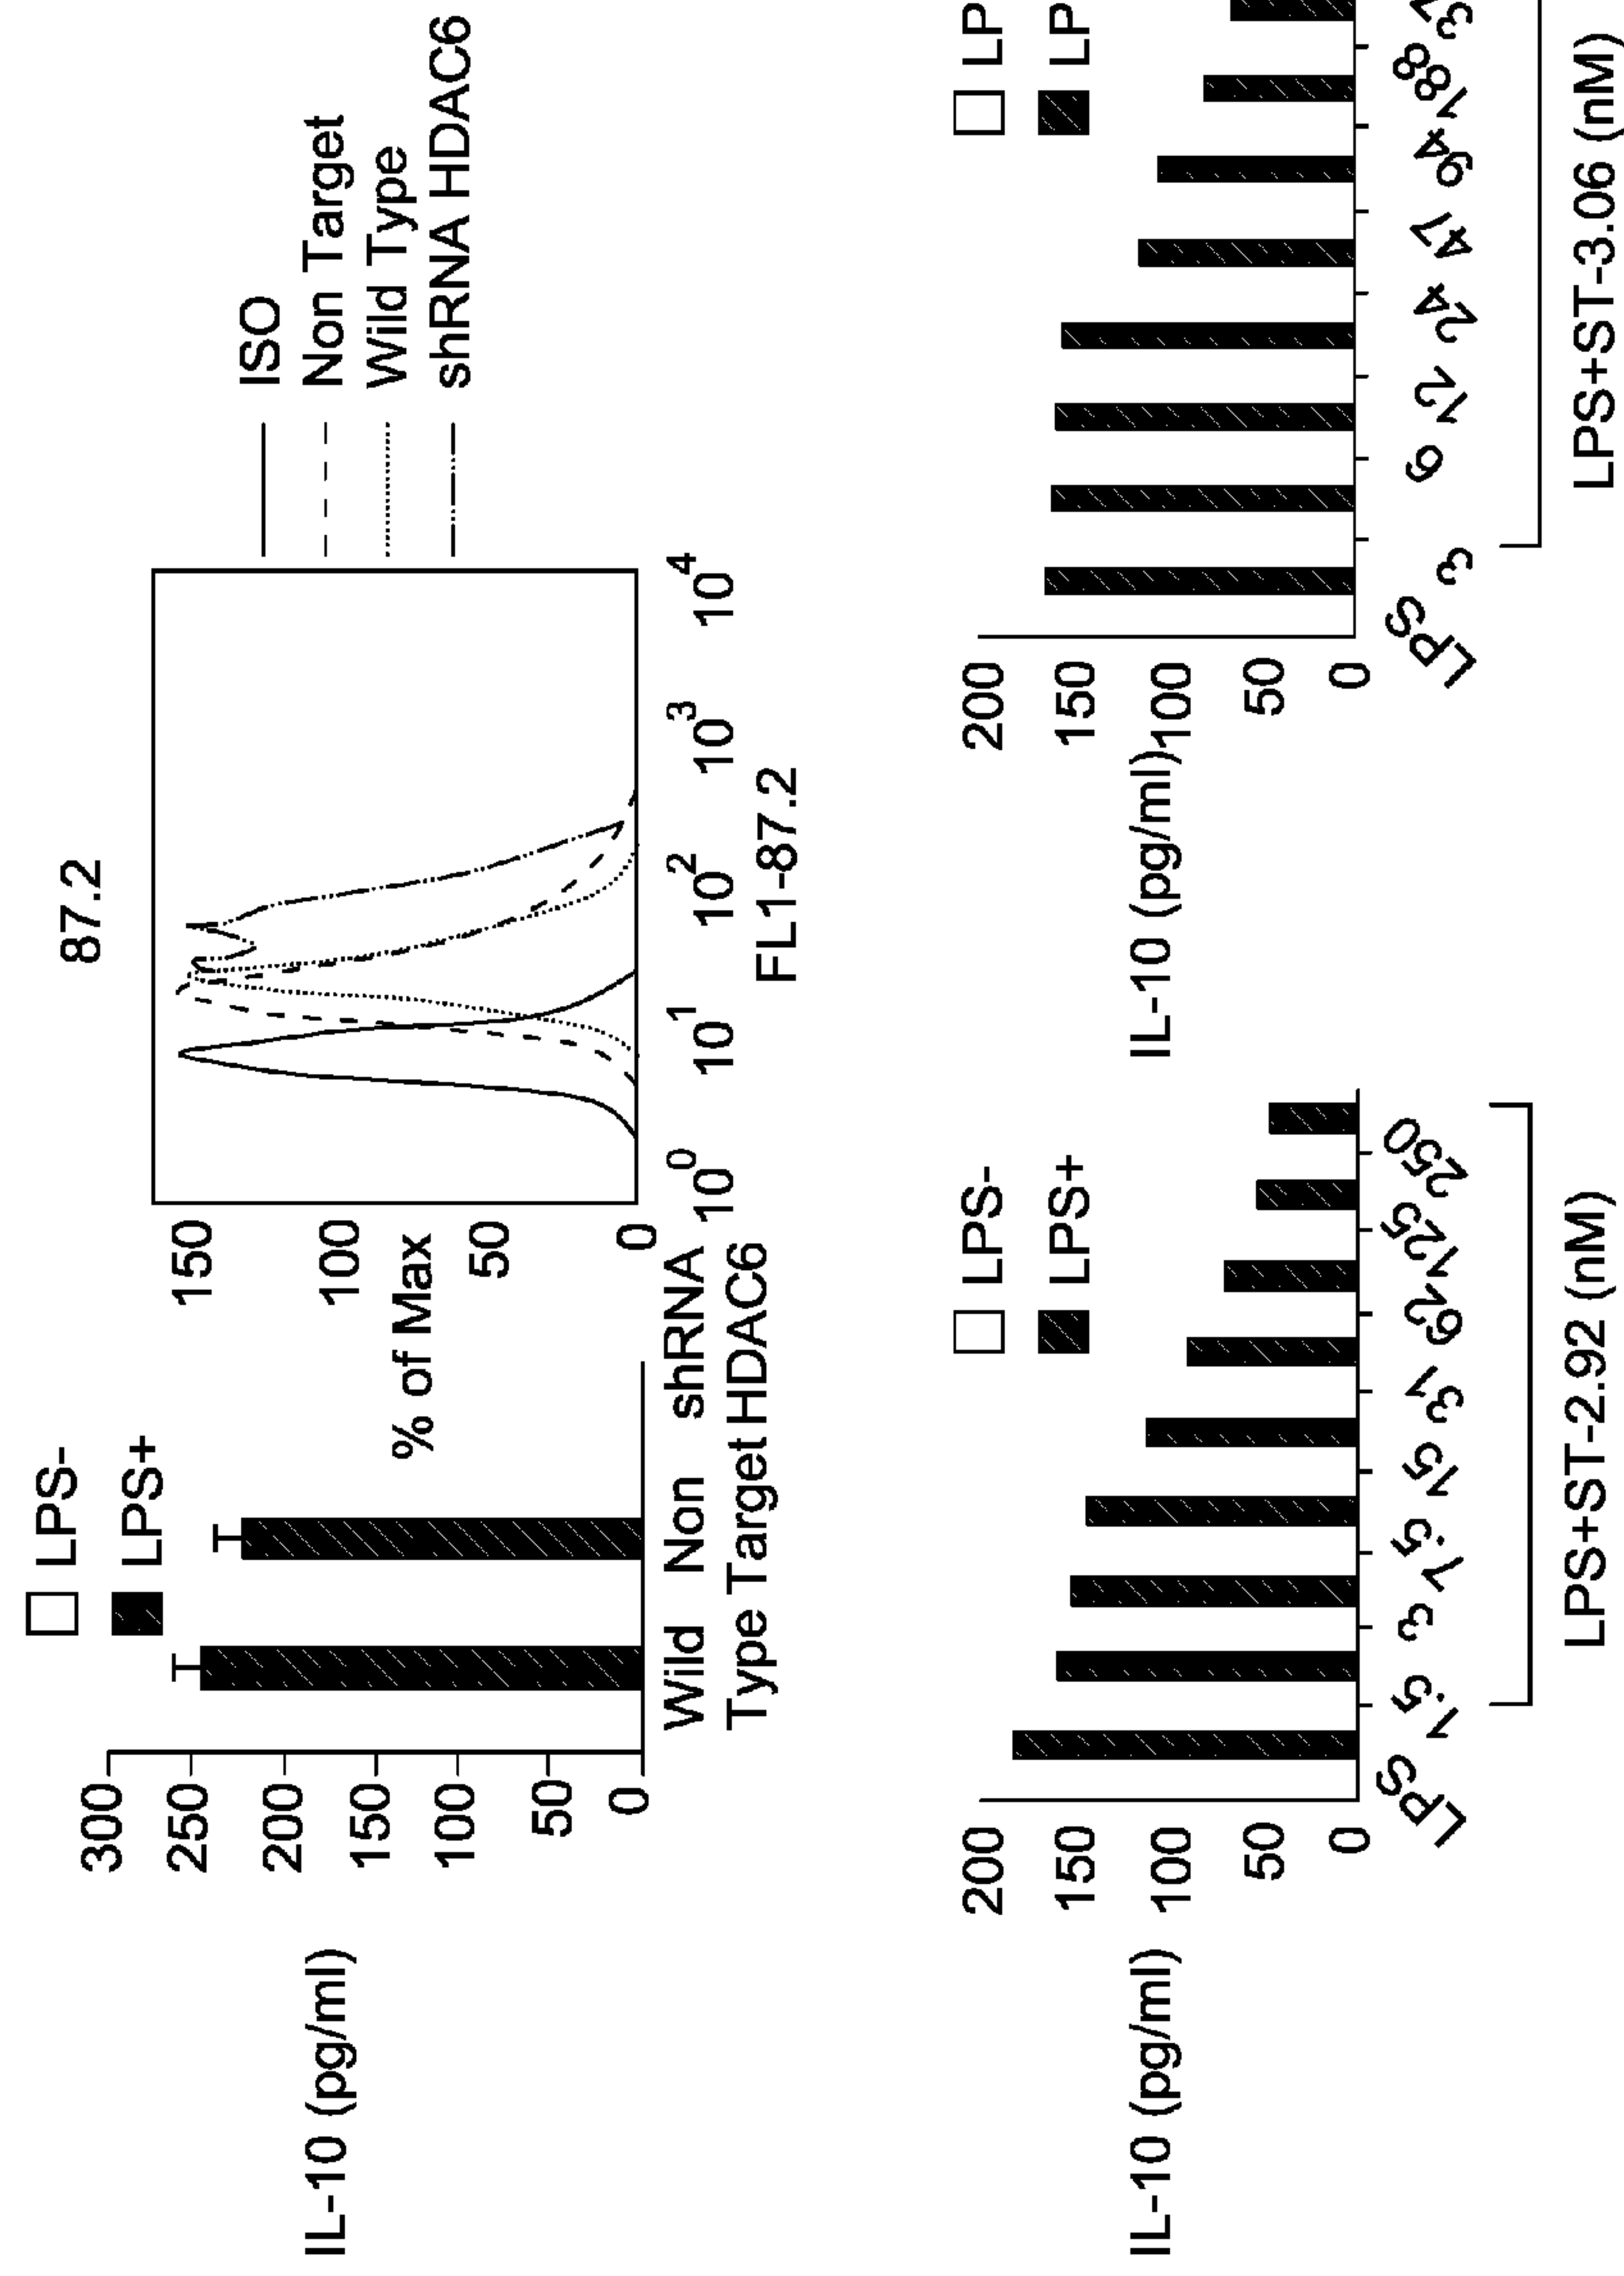 LPS-
LPS+
IL-10 (pg/ml)
300
250
200
150
100
50
0
Wild Non shRNA
Type Target HDAC6
87.2
% of Max
150
100
50
0
10^0 10^1 10^2 10^3 10^4
FL1-87.2
ISO
Non Target
Wild Type
shRNA HDAC6
LPS-
LPS+
IL-10 (pg/ml)
200
150
100
50
0
LPS 1.5 3 7.5 15 31 62 125 250
LPS+ST-2.92 (nM)
LP
LP
IL-10 (pg/ml)
200
150
100
50
0
LPS 3 6 12 24 47 94 188
LPS+ST-3.06 (nM)